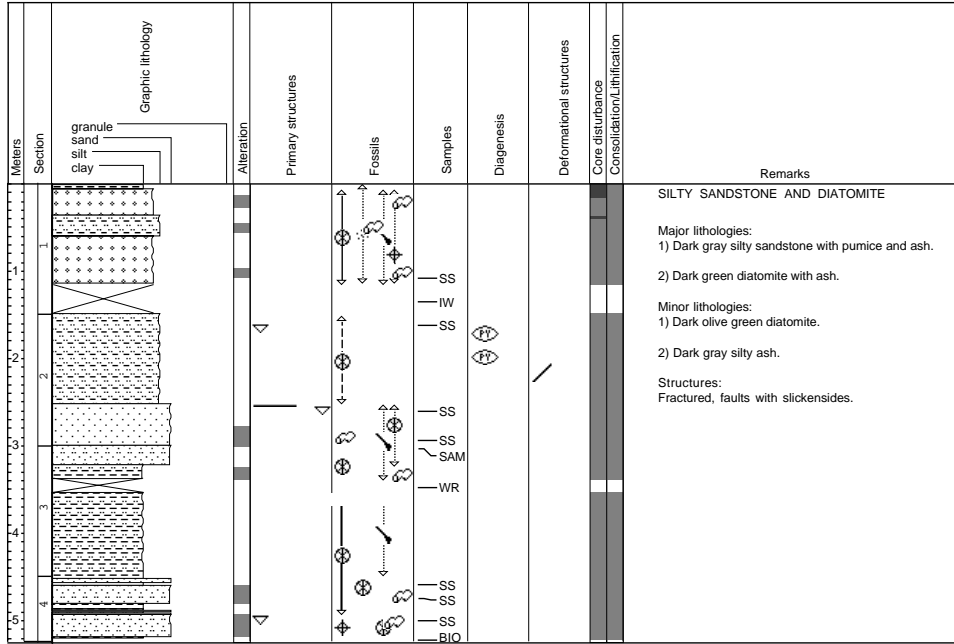 Meters
Section
Graphic lithology
granule
sand
silt
clay
Alteration
Primary structures
Fossils
Samples
Diagenesis
Deformational structures
Core disturbance
Consolidation/Lithification
Remarks
SILTY SANDSTONE AND DIATOMITE
Major lithologies:
1) Dark gray silty sandstone with pumice and ash.
2) Dark green diatomite with ash.
Minor lithologies:
1) Dark olive green diatomite.
2) Dark gray silty ash.
Structures:
Fractured, faults with slickensides.
1
1
SS
IW
SS
PY
2
PY
2
SS
3
SS
SAM
WR
3
4
SS
4
SS
5
SS
BIO